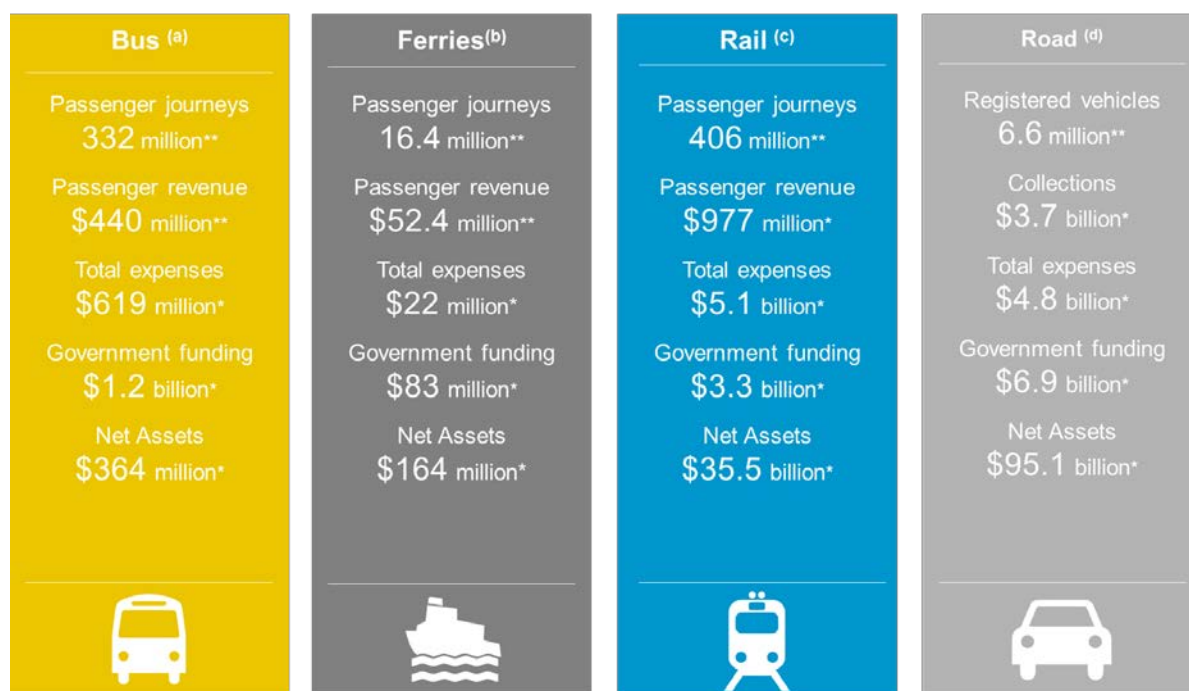 Bus (a)
Passenger journeys
332 million**
Passenger revenue
$440 million**
Total expenses
$619 million*
Government funding
$1.2 billion*
Net Assets
$364 million*
Ferries(b)
Passenger journeys
16.4 million**
Passenger revenue
$52.4 million**
Total expenses
$22 million*
Government funding
$83 million*
Net Assets
$164 million*
Rail (c)
Passenger journeys
406 million**
Passenger revenue
$977 million*
Total expenses
$5.1 billion*
Government funding
$3.3 billion*
Net Assets
$35.5 billion*
Road (d)
Registered vehicles
6.6 million**
Collections
$3.7 billion*
Total expenses
$4.8 billion*
Government funding
$6.9 billion*
Net Assets
$95.1 billion*